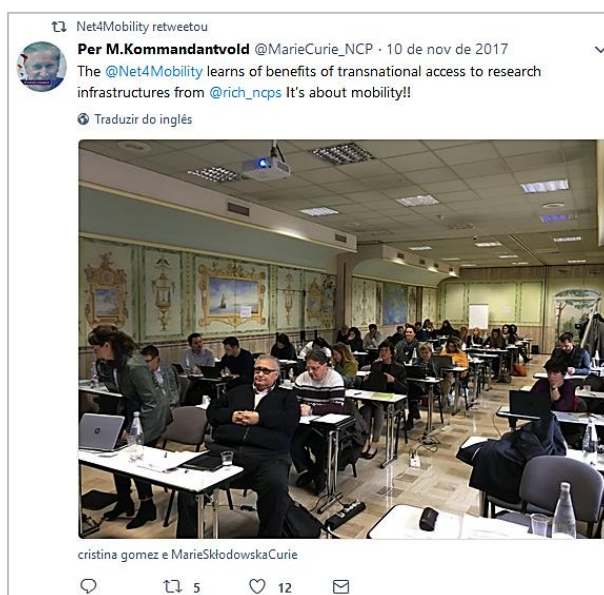 Net4Mobility retweetou
Per M.Kommandantvold @MarieCurie_NCP · 10 de nov de 2017
The @Net4Mobility learns of benefits of transnational access to research
infrastructures from @rich_ncps It's about mobility!!
Traduzir do inglês
cristina gomez e MarieSkłodowskaCurie
5 12